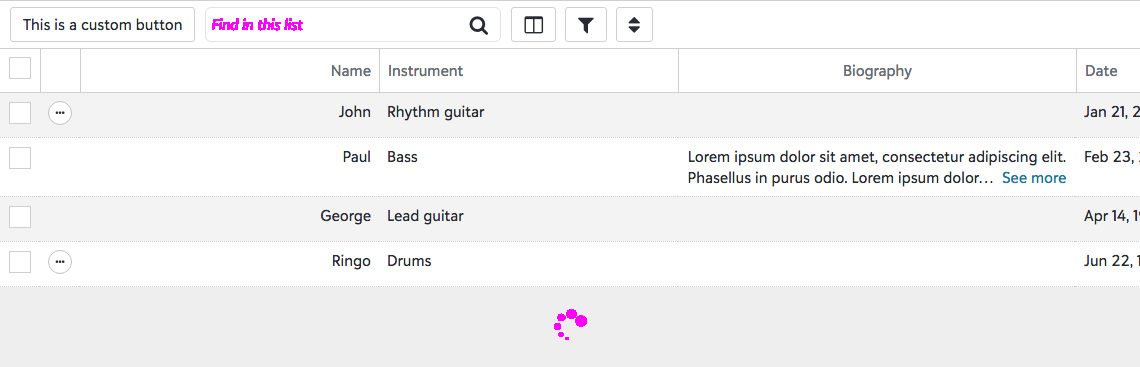 This is a custom button
Find in this list
Name Instrument Biography Date
John Rhythm guitar Jan 21, 2
Paul Bass Lorem ipsum dolor sit amet, consectetur adipiscing elit. Feb 23,
Phasellus in purus odio. Lorem ipsum dolor… See more
George Lead guitar Apr 14, 19
Ringo Drums Jun 22, 1